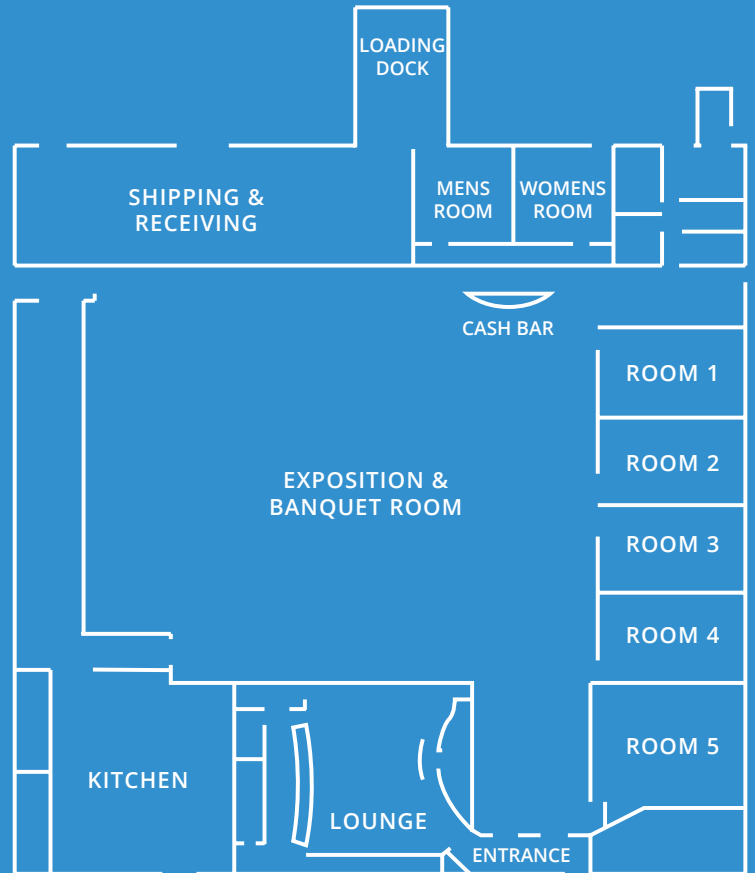 LOADING
DOCK
SHIPPING &
RECEIVING
MENS
ROOM
WOMENS
ROOM
CASH BAR
ROOM 1
ROOM 2
EXPOSITION &
BANQUET ROOM
ROOM 3
ROOM 4
ROOM 5
KITCHEN
LOUNGE
ENTRANCE